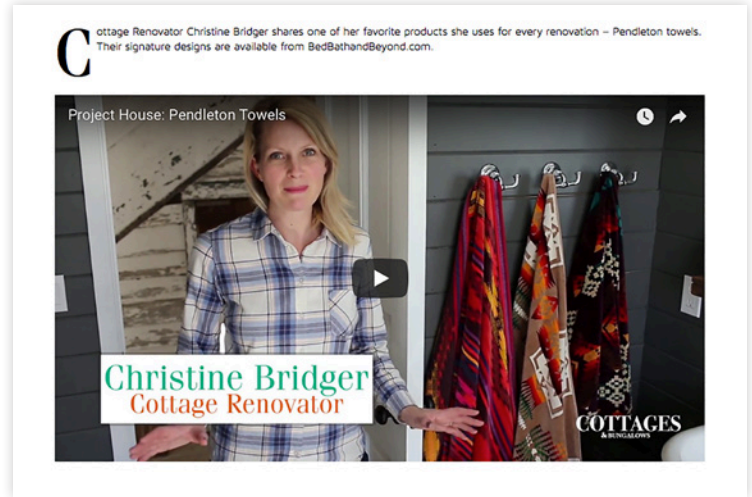 Cottage Renovator Christine Bridger shares one of her favorite products she uses for every renovation – Pendleton towels.
Their signature designs are available from BedBathandBeyond.com.
Project House: Pendleton Towels
Christine Bridger
Cottage Renovator
COTTAGES
& BUNGALOWS